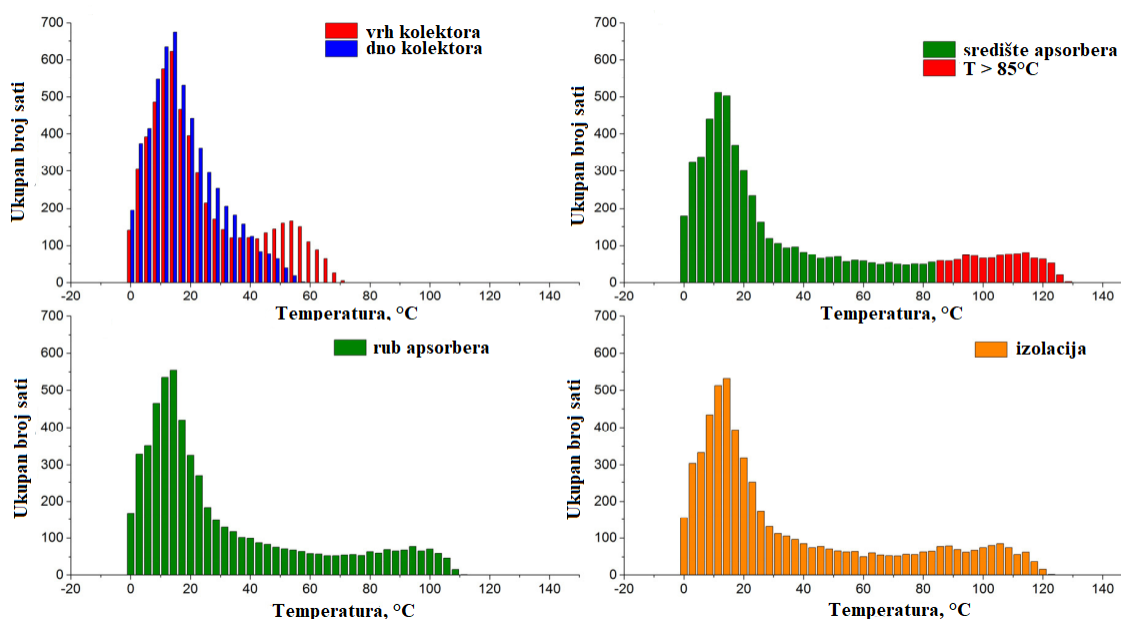 700
600
500
400
300
200
100
0
Ukupan broj sati
vrh kolektora
dno kolektora
-20 0 20 40 60 80 100 120 140
Temperatura, °C
700
600
500
400
300
200
100
0
Ukupan broj sati
središte apsorbera
T > 85°C
-20 0 20 40 60 80 100 120 140
Temperatura, °C
700
600
500
400
300
200
100
0
Ukupan broj sati
rub apsorbera
-20 0 20 40 60 80 100 120 140
Temperatura, °C
700
600
500
400
300
200
100
0
Ukupan broj sati
izolacija
-20 0 20 40 60 80 100 120 140
Temperatura, °C